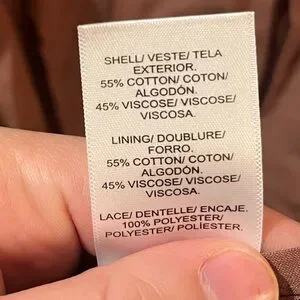 SHELL/ VESTE/ TELA
EXTERIOR.
55% COTTON/ COTON/
ALGODÓN.
45% VISCOSE/ VISCOSE/
VISCOSA.
LINING/ DOUBLURE/
FORRO.
55% COTTON/ COTON/
ALGODÓN.
45% VISCOSE/ VISCOSE/
VISCOSA.
LACE/ DENTELLE/ ENCAJE.
100% POLYESTER/
POLYESTER/ POLIÉSTER.